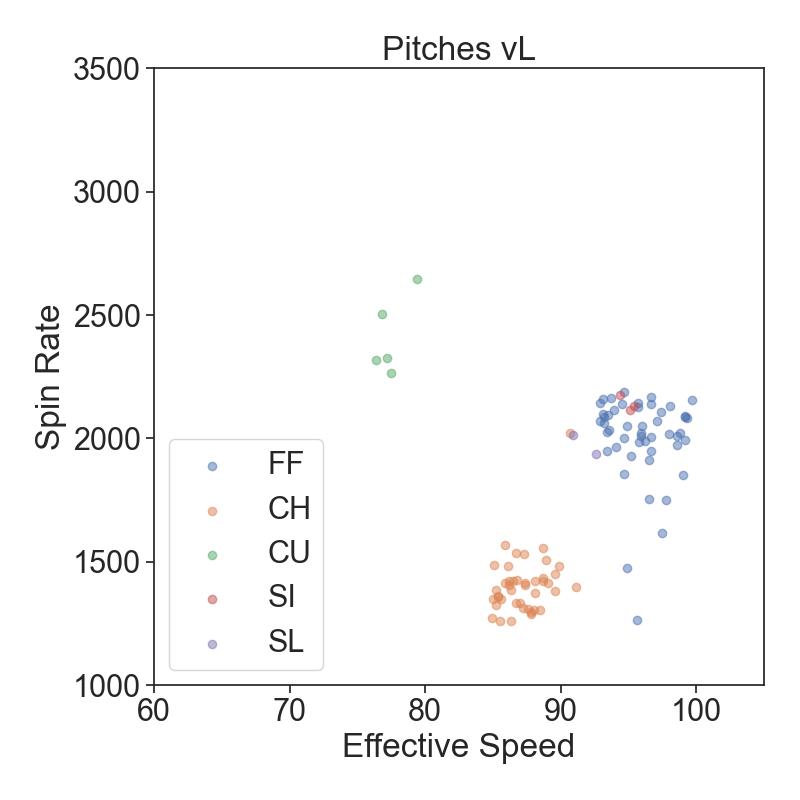 Pitches vL
3500
3000
2500
2000
1500
1000
Spin Rate
FF
CH
CU
SI
SL
60 70 80 90 100
Effective Speed